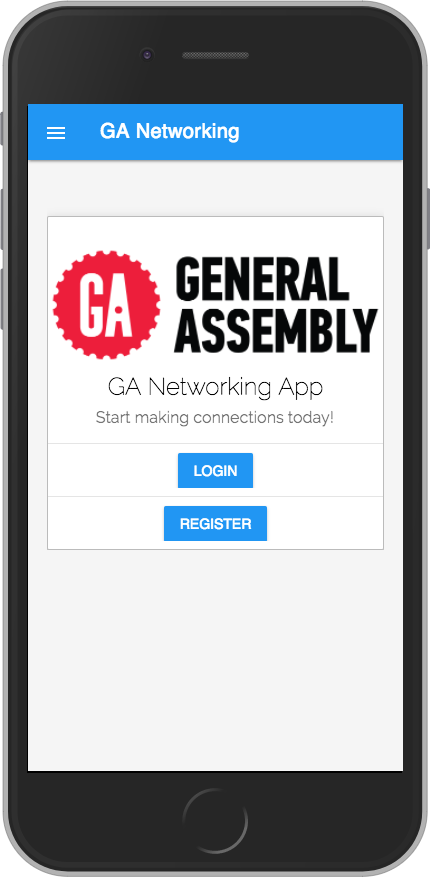 GA Networking
GA
GENERAL
ASSEMBLY
GA Networking App
Start making connections today!
LOGIN
REGISTER